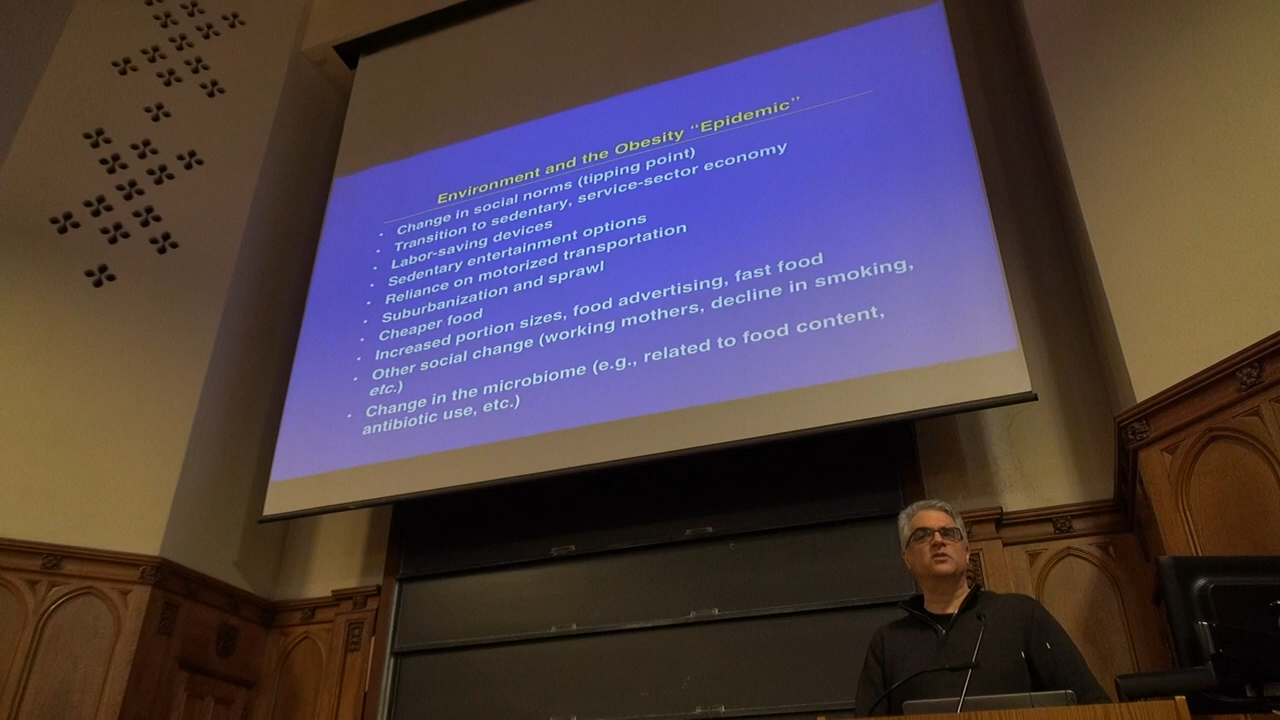 Environment and the Obesity “Epidemic”
• Change in social norms (tipping point)
• Transition to sedentary, service-sector economy
• Labor-saving devices
• Sedentary entertainment options
• Reliance on motorized transportation
• Suburbanization and sprawl
• Cheaper food
• Increased portion sizes, food advertising, fast food
• Other social change (working mothers, decline in smoking,
etc.)
• Change in the microbiome (e.g., related to food content,
antibiotic use, etc.)